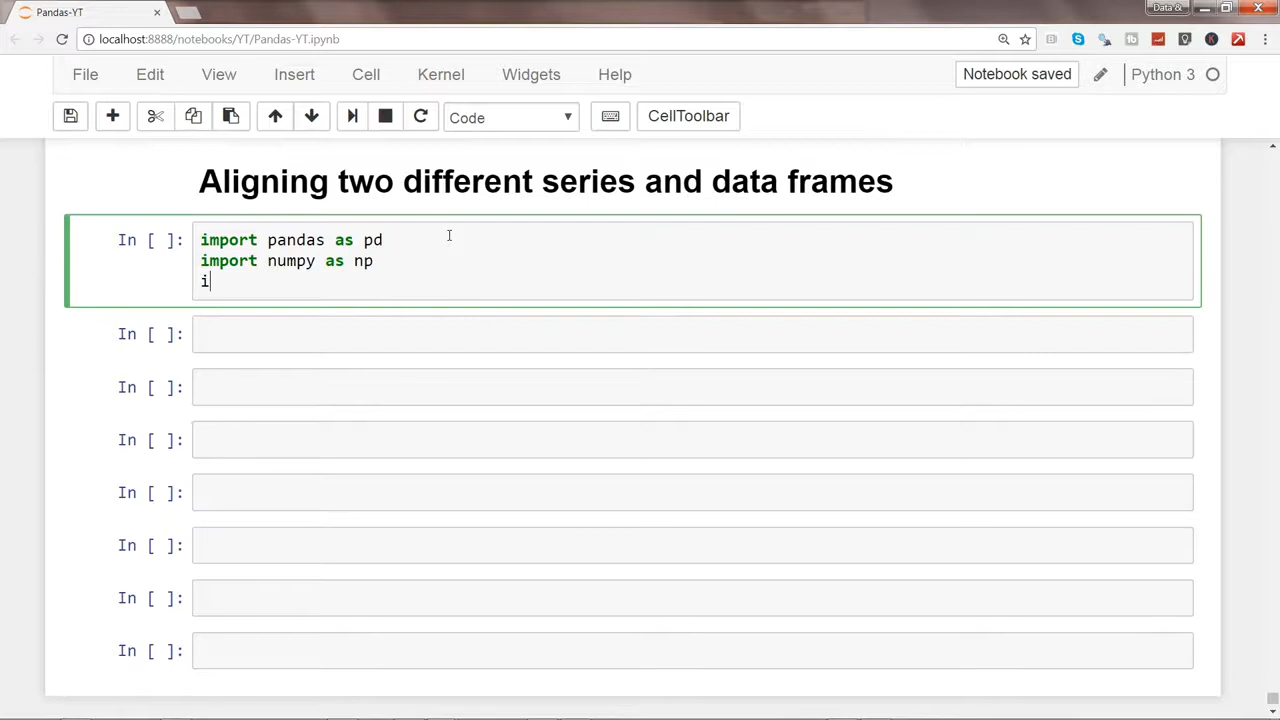 Pandas-YT
Data &
localhost:8888/notebooks/YT/Pandas-YT.ipynb
File Edit View Insert Cell Kernel Widgets Help
Notebook saved
Python 3
Code
CellToolbar
Aligning two different series and data frames
In [ ]: import pandas as pd
import numpy as np
i
In [ ]:
In [ ]:
In [ ]:
In [ ]:
In [ ]:
In [ ]:
In [ ]: